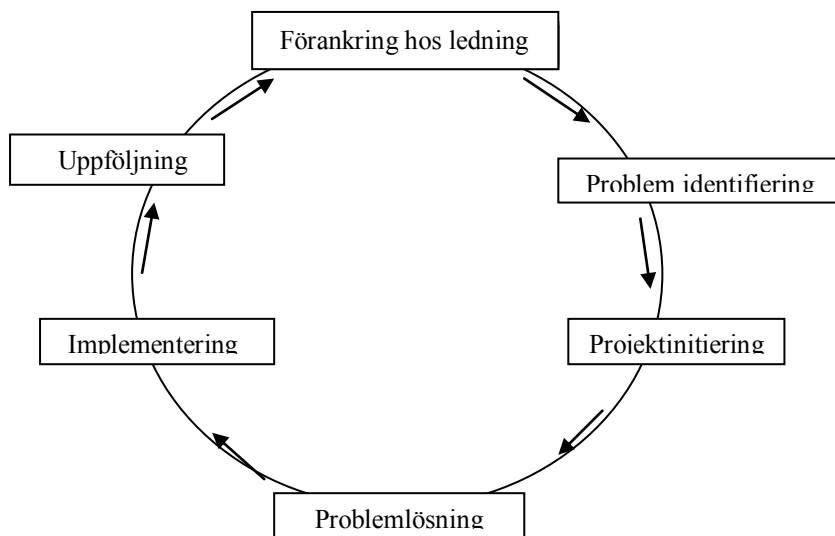 Förankring hos ledning
Problem identifiering
Projektinitiering
Problemlösning
Implementering
Uppföljning